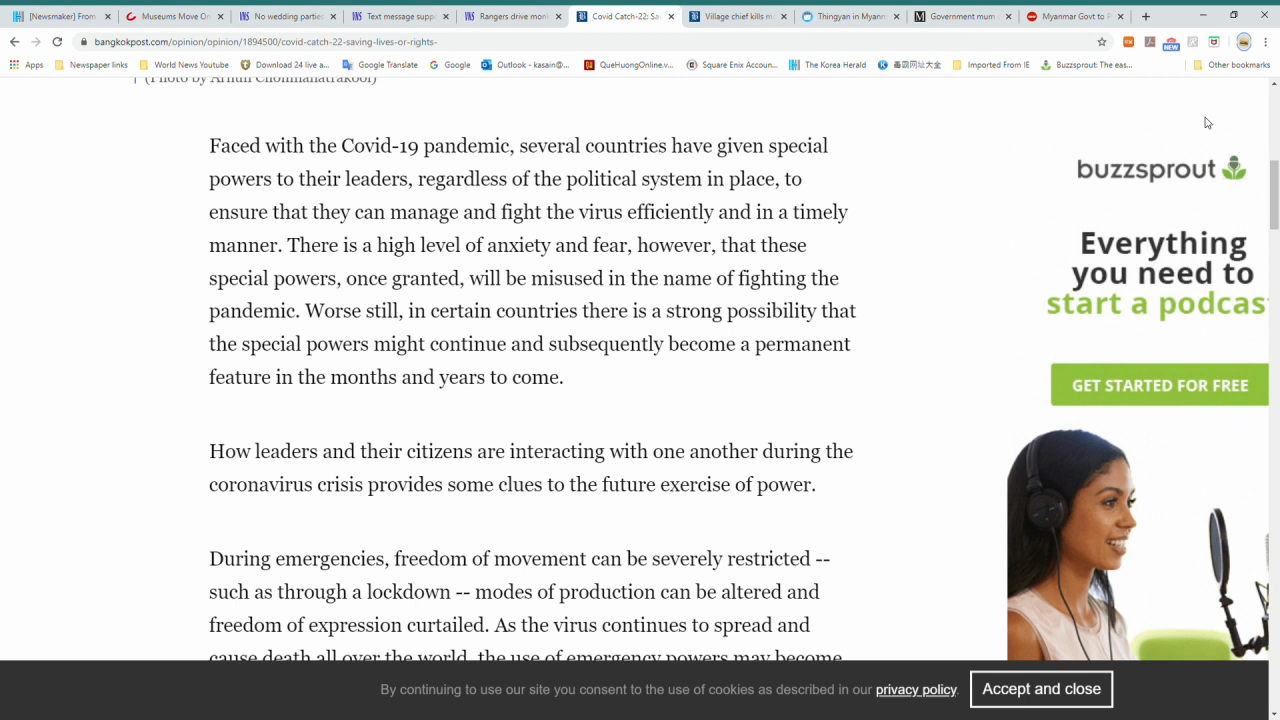 [Newsmaker] From
Museums Move On
No wedding parties
Text message supp
Rangers drive mon
Covid Catch-22; Sa
Village chief kills m
Thingyan in Myanm
Government mum
Myanmar Govt to P
bangkokpost.com/opinion/opinion/1894500/covid-catch-22-saving-lives-or-rights-
NEW
Apps
Newspaper links
World News Youtube
Download 24 live a...
Google Translate
Google
Outlook - kasain@...
QueHuongOnline.v...
Square Enix Accoun...
The Korea Herald
毒霸网址大全
Imported From IE
Buzzsprout: The eas...
Other bookmarks
(Photo by Arnun Chonmahatrakool)
Faced with the Covid-19 pandemic, several countries have given special
powers to their leaders, regardless of the political system in place, to
ensure that they can manage and fight the virus efficiently and in a timely
manner. There is a high level of anxiety and fear, however, that these
special powers, once granted, will be misused in the name of fighting the
pandemic. Worse still, in certain countries there is a strong possibility that
the special powers might continue and subsequently become a permanent
feature in the months and years to come.
How leaders and their citizens are interacting with one another during the
coronavirus crisis provides some clues to the future exercise of power.
During emergencies, freedom of movement can be severely restricted --
such as through a lockdown -- modes of production can be altered and
freedom of expression curtailed. As the virus continues to spread and
cause death all over the world, the use of emergency powers may become
buzzsprout
Everything
you need to
start a podcas
GET STARTED FOR FREE
By continuing to use our site you consent to the use of cookies as described in our privacy policy.
Accept and close